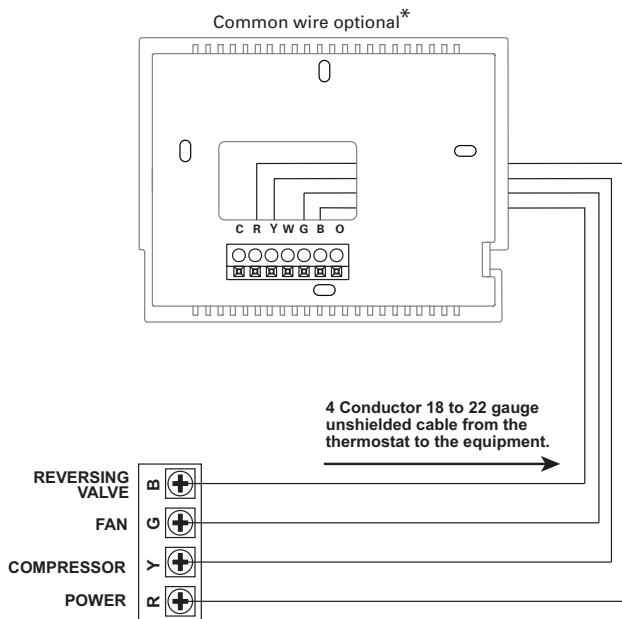 Common wire optional*
C R Y W G B O
4 Conductor 18 to 22 gauge
unshielded cable from the
thermostat to the equipment.
REVERSING
VALVE
B
FAN
G
COMPRESSOR
Y
POWER
R